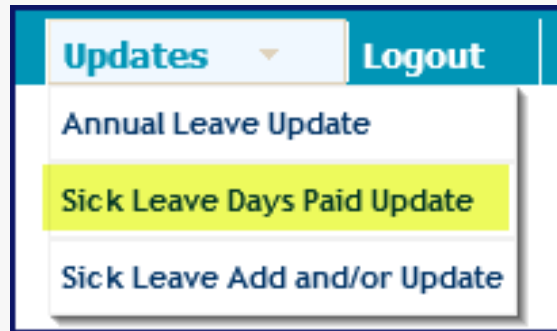 Updates Logout
Annual Leave Update
Sick Leave Days Paid Update
Sick Leave Add and/or Update